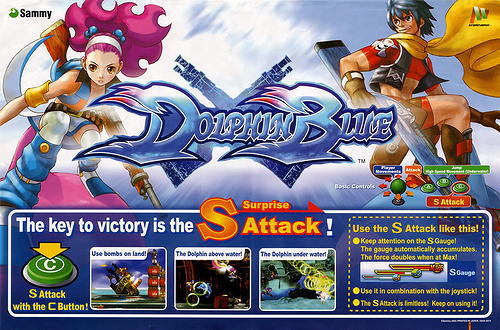 Sammy
DOLPHIN BLUE
TM
Player Movements
Attack
Jump
High Speed Movement (Underwater)
Basic Controls
A
B
C
S Attack
The key to victory is the S Surprise Attack !
C
S Attack
with the C Button!
Use bombs on land!
The Dolphin above water!
The Dolphin under water!
Use the S Attack like this!
Keep attention on the S Gauge!
The gauge automatically accumulates.
The force doubles when at Max!
S Gauge
Use it in combination with the joystick!
The S Attack is limitless! Keep on using it!